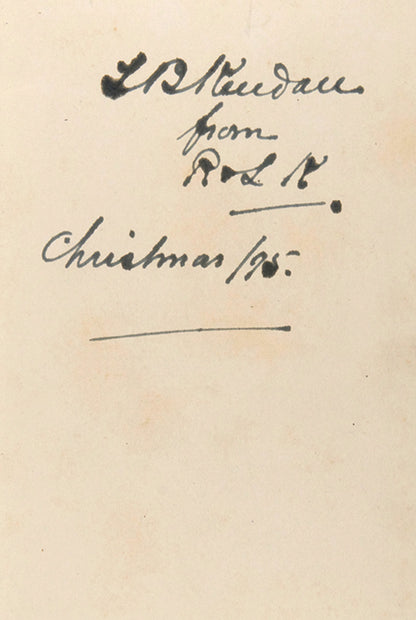 L B Kendall
from
R & L K
Christmas /95.